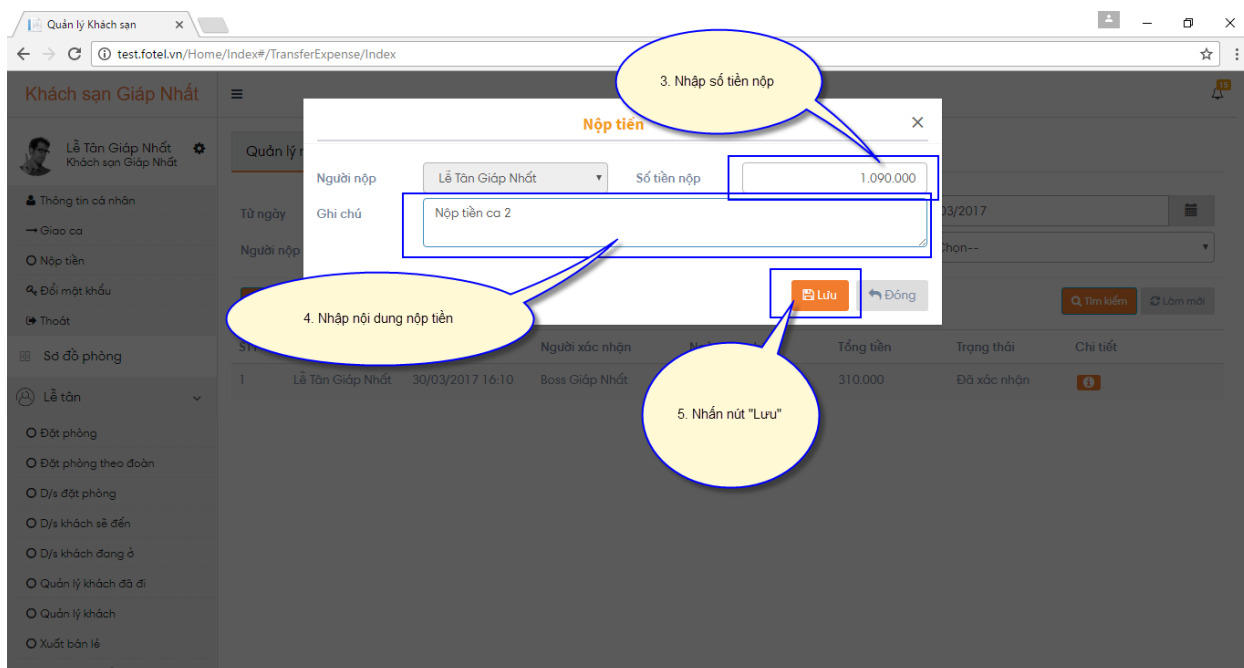 Quản lý Khách sạn
test.fotel.vn/Home/Index#/TransferExpense/Index
3. Nhập số tiền nộp
Khách sạn Giáp Nhất
15
Nộp tiền
Lễ Tân Giáp Nhất
Khách sạn Giáp Nhất
Quản lý
Người nộp
Lễ Tân Giáp Nhất
Số tiền nộp
1.090.000
Thông tin cá nhân
Từ ngày
Ghi chú
Nộp tiền ca 2
03/2017
Giao ca
Nộp tiền
Người nộp
Chọn--
Đổi mật khẩu
4. Nhập nội dung nộp tiền
Lưu
Đóng
Tìm kiếm
Làm mới
Thoát
Sơ đồ phòng
STT
Người xác nhận
Tổng tiền
Trạng thái
Chi tiết
1
Lễ Tân Giáp Nhất
30/03/2017 16:10
Boss Giáp Nhất
310.000
Đã xác nhận
Lễ tân
5. Nhấn nút "Lưu"
Đặt phòng
Đặt phòng theo đoàn
D/s đặt phòng
D/s khách sẽ đến
D/s khách đang ở
Quản lý khách đã đi
Quản lý khách
Xuất bán lẻ